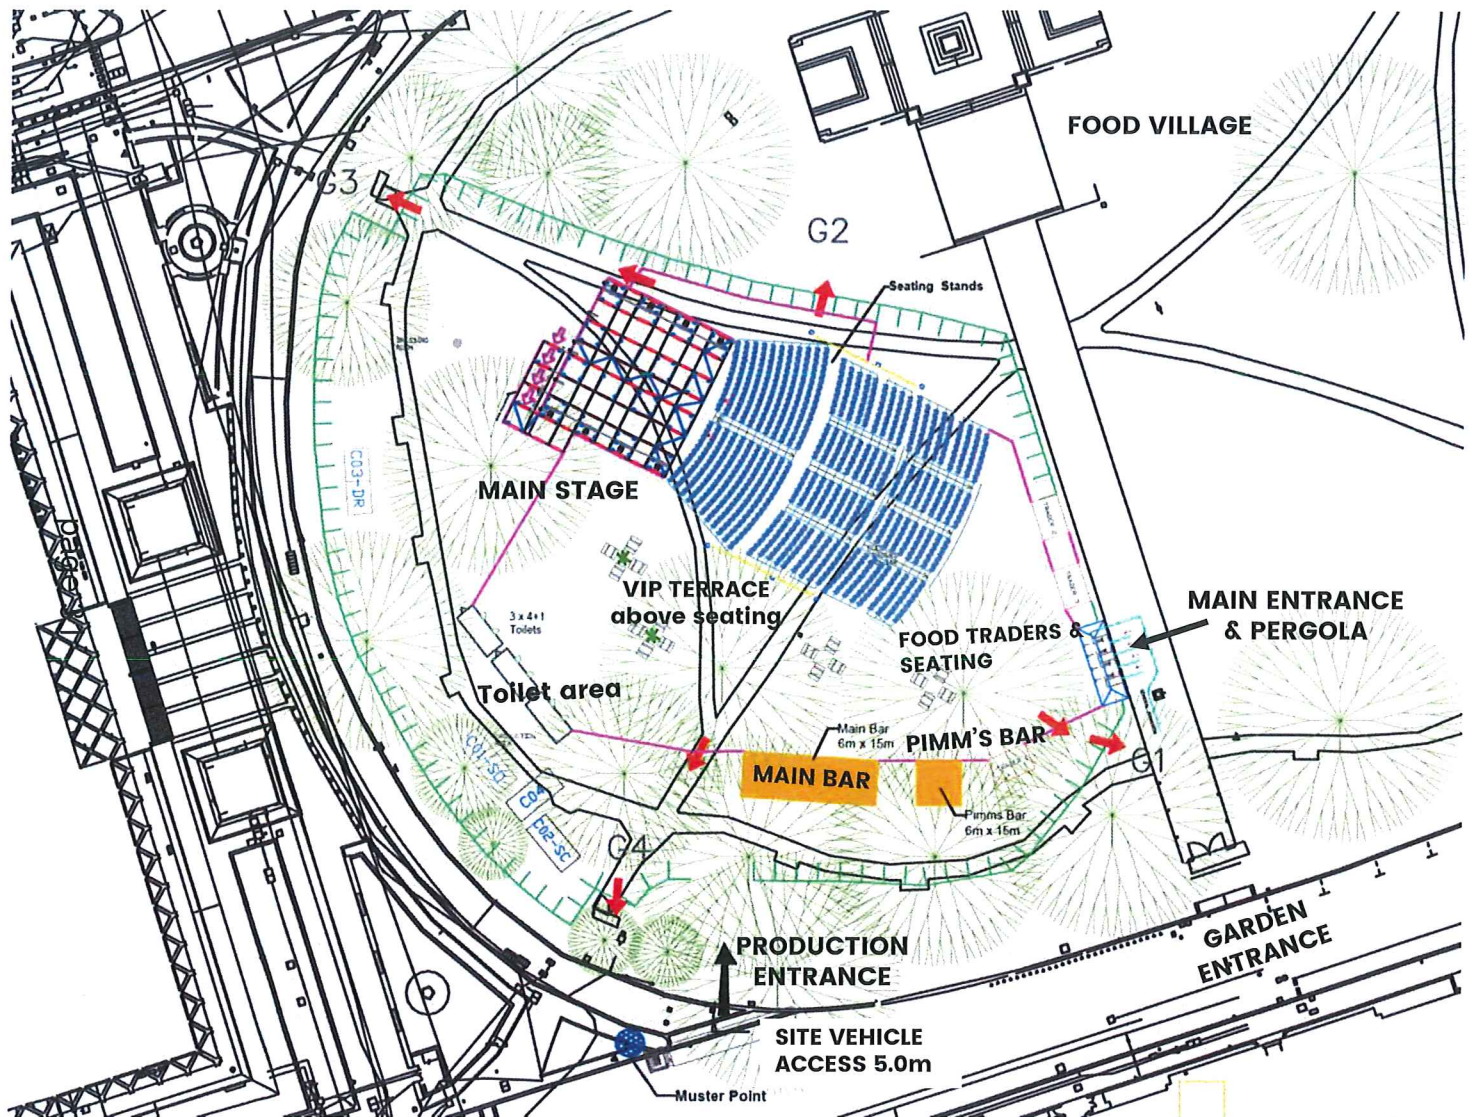 FOOD VILLAGE
G3
G2
Seating Stands
C03-DR
MAIN STAGE
VIP TERRACE
above seating
3 x 4+1
Toilets
Toilet area
FOOD TRADERS &
SEATING
MAIN ENTRANCE
& PERGOLA
Main Bar
6m x 15m
PIMM'S BAR
MAIN BAR
G1
Pimms Bar
6m x 15m
C01-SD
C04
C02-SC
G4
PRODUCTION
ENTRANCE
GARDEN
ENTRANCE
SITE VEHICLE
ACCESS 5.0m
Muster Point